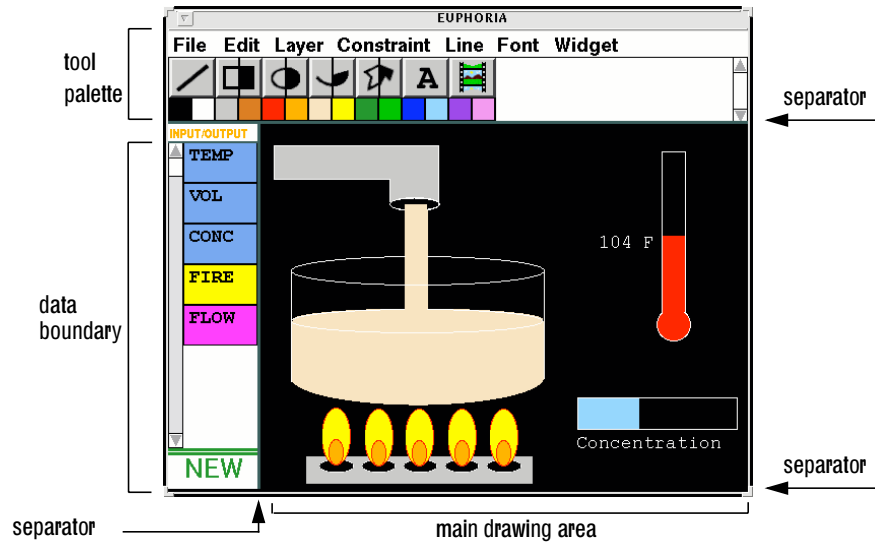 EUPHORIA
File Edit Layer Constraint Line Font Widget
tool
palette
A
separator
INPUT/OUTPUT
TEMP
VOL
CONC
FIRE
FLOW
104 F
data
boundary
Concentration
NEW
separator
separator
main drawing area